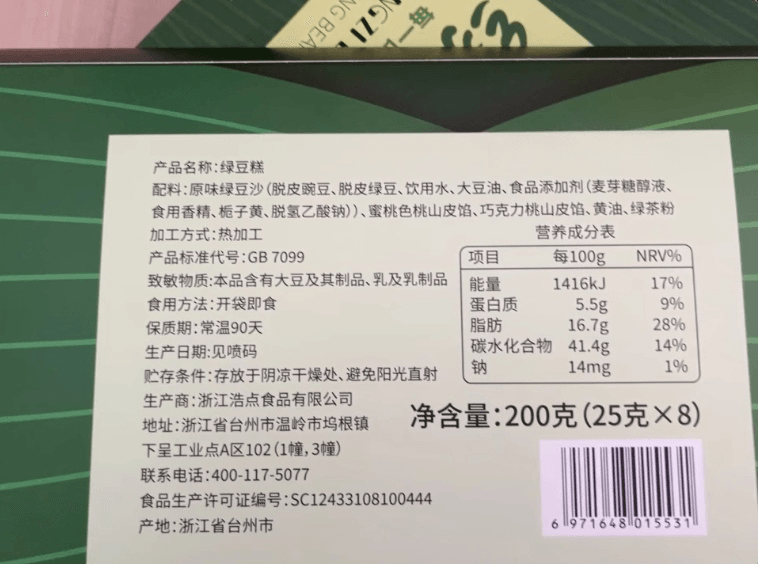 每一口
NGZI
NG BEAN
产品名称:绿豆糕
配料:原味绿豆沙(脱皮豌豆、脱皮绿豆、饮用水、大豆油、食品添加剂(麦芽糖醇液、
食用香精、栀子黄、脱氢乙酸钠))、蜜桃色桃山皮馅、巧克力桃山皮馅、黄油、绿茶粉
加工方式:热加工
产品标准代号:GB 7099
致敏物质:本品含有大豆及其制品、乳及乳制品
食用方法:开袋即食
保质期:常温90天
生产日期:见喷码
贮存条件:存放于阴凉干燥处、避免阳光直射
生产商:浙江浩点食品有限公司
地址:浙江省台州市温岭市坞根镇
下呈工业点A区102(1幢,3幢)
联系电话:400-117-5077
食品生产许可证编号:SC12433108100444
产地:浙江省台州市
营养成分表
项目 每100g NRV%
能量 1416kJ 17%
蛋白质 5.5g 9%
脂肪 16.7g 28%
碳水化合物 41.4g 14%
钠 14mg 1%
净含量:200克(25克×8)
6 971648 015531